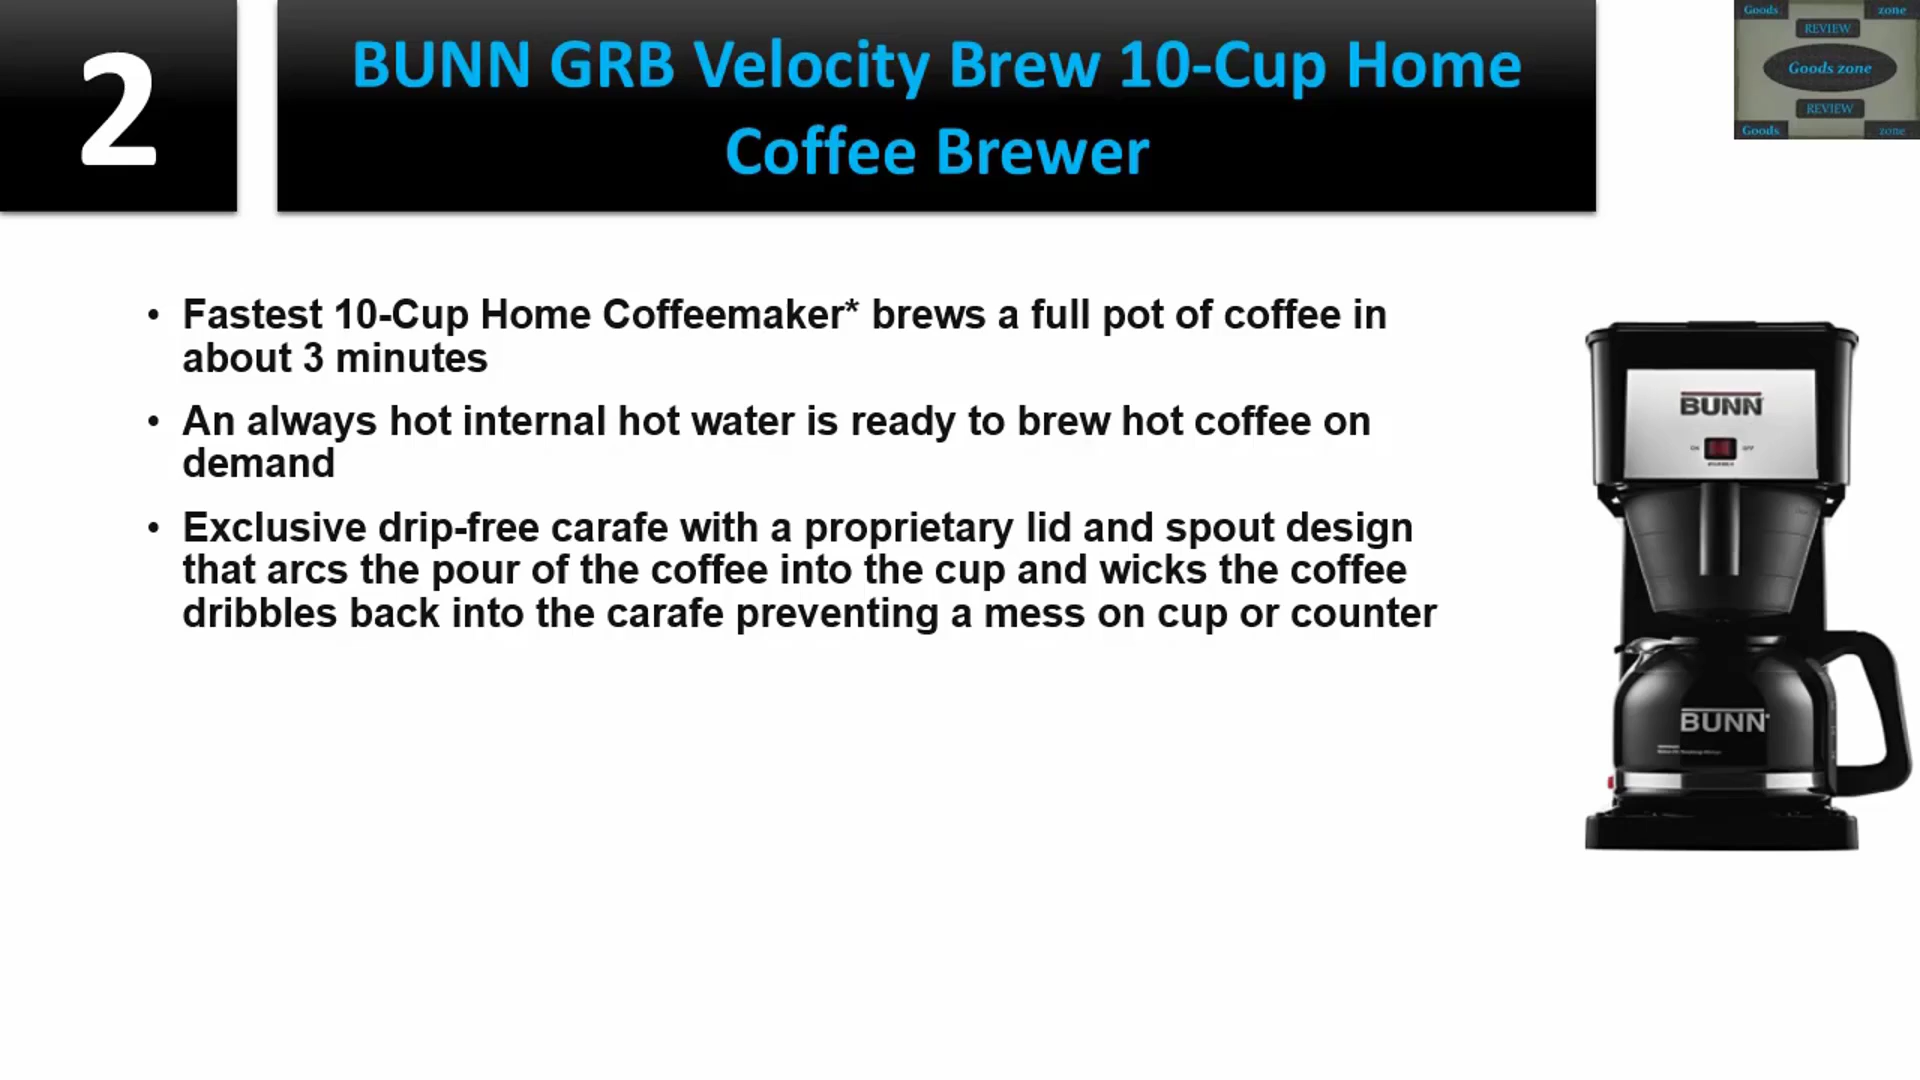 2
BUNN GRB Velocity Brew 10-Cup Home
Coffee Brewer
Goods zone
REVIEW
Goods zone
REVIEW
Goods zone
• Fastest 10-Cup Home Coffeemaker* brews a full pot of coffee in
about 3 minutes
• An always hot internal hot water is ready to brew hot coffee on
demand
• Exclusive drip-free carafe with a proprietary lid and spout design
that arcs the pour of the coffee into the cup and wicks the coffee
dribbles back into the carafe preventing a mess on cup or counter
BUNN
ON OFF
BUNN